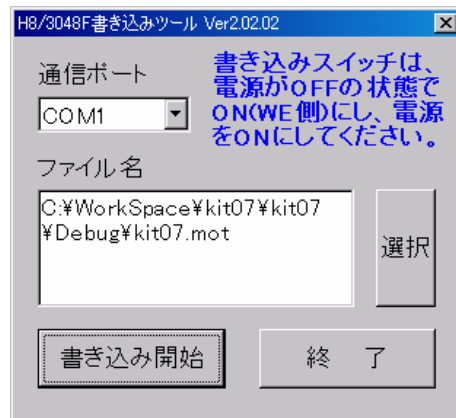 H8/3048F書き込みツール Ver2.02.02
通信ポート
COM1
書き込みスイッチは、
電源がOFFの状態で
ON(WE側)にし、電源
をONにしてください。
ファイル名
C:¥WorkSpace¥kit07¥kit07
¥Debug¥kit07.mot
選択
書き込み開始
終 了